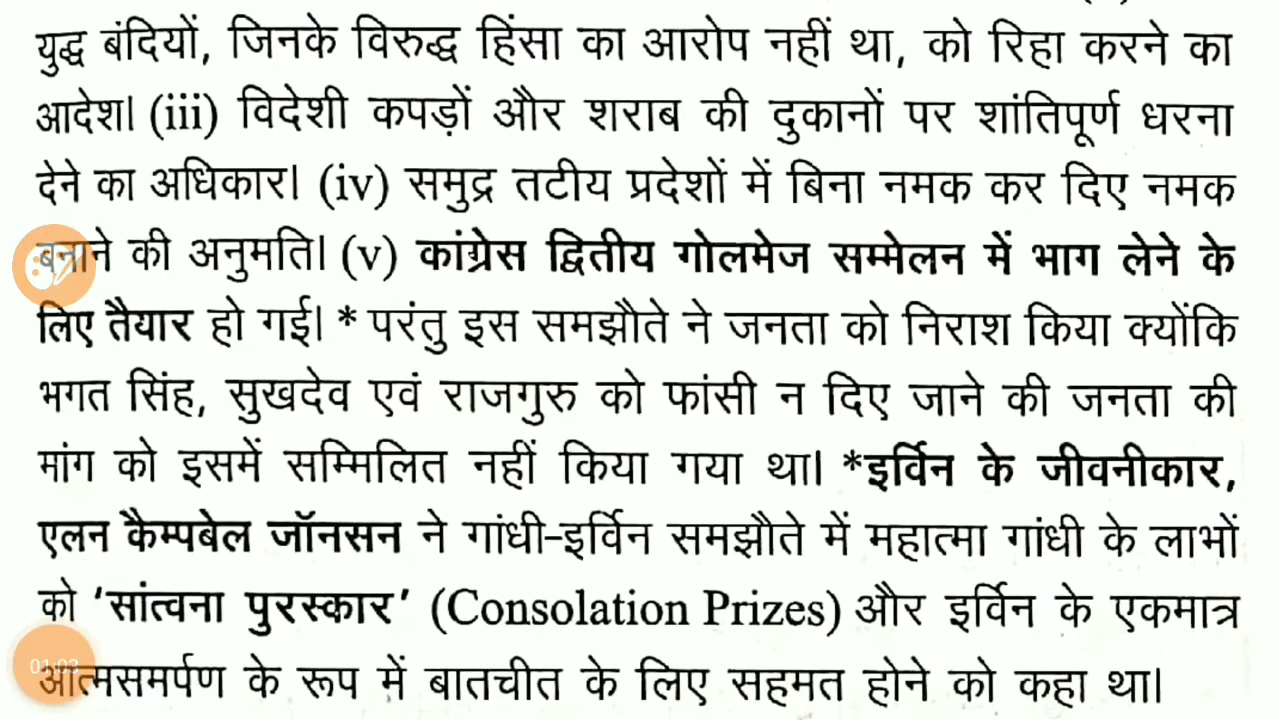 युद्ध बंदियों, जिनके विरुद्ध हिंसा का आरोप नहीं था, को रिहा करने का
आदेश। (iii) विदेशी कपड़ों और शराब की दुकानों पर शांतिपूर्ण धरना
देने का अधिकार। (iv) समुद्र तटीय प्रदेशों में बिना नमक कर दिए नमक
बनाने की अनुमति। (v) कांग्रेस द्वितीय गोलमेज सम्मेलन में भाग लेने के
लिए तैयार हो गई। * परंतु इस समझौते ने जनता को निराश किया क्योंकि
भगत सिंह, सुखदेव एवं राजगुरु को फांसी न दिए जाने की जनता की
मांग को इसमें सम्मिलित नहीं किया गया था। *इर्विन के जीवनीकार,
एलन कैम्पबेल जॉनसन ने गांधी-इर्विन समझौते में महात्मा गांधी के लाभों
को 'सांत्वना पुरस्कार' (Consolation Prizes) और इर्विन के एकमात्र
01:03
आत्मसमर्पण के रूप में बातचीत के लिए सहमत होने को कहा था।